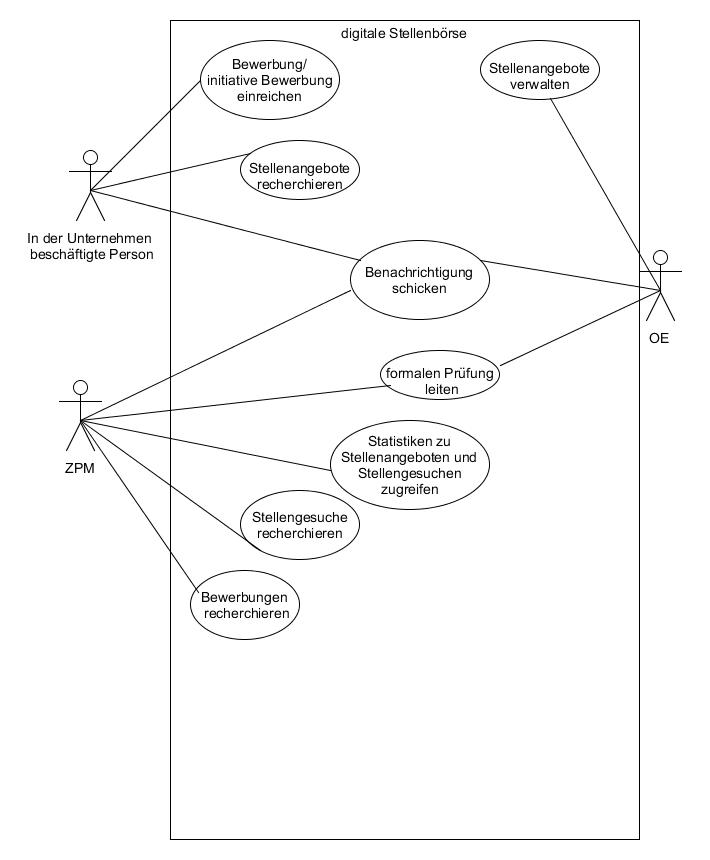 digitale Stellenbörse
Bewerbung/
initiative Bewerbung
einreichen
Stellenangebote
verwalten
Stellenangebote
recherchieren
In der Unternehmen
beschäftigte Person
Benachrichtigung
schicken
OE
formalen Prüfung
leiten
ZPM
Statistiken zu
Stellenangeboten und
Stellengesuchen
zugreifen
Stellengesuche
recherchieren
Bewerbungen
recherchieren